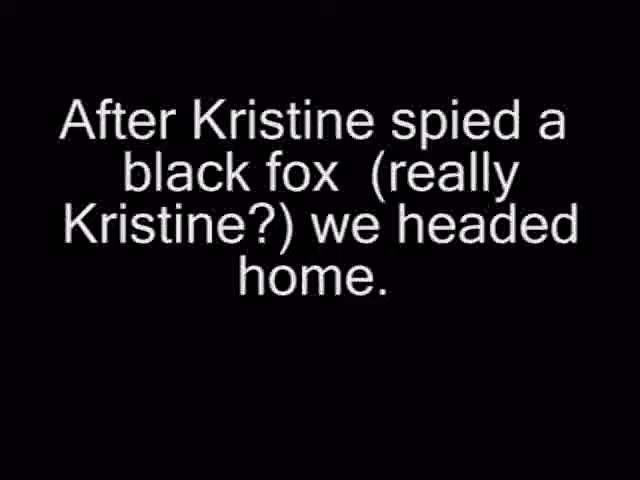 After Kristine spied a
black fox  (really
Kristine?) we headed
home.